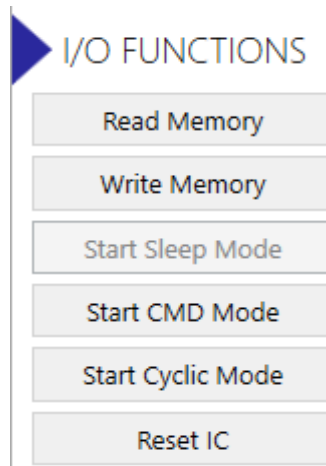 I/O FUNCTIONS
Read Memory
Write Memory
Start Sleep Mode
Start CMD Mode
Start Cyclic Mode
Reset IC